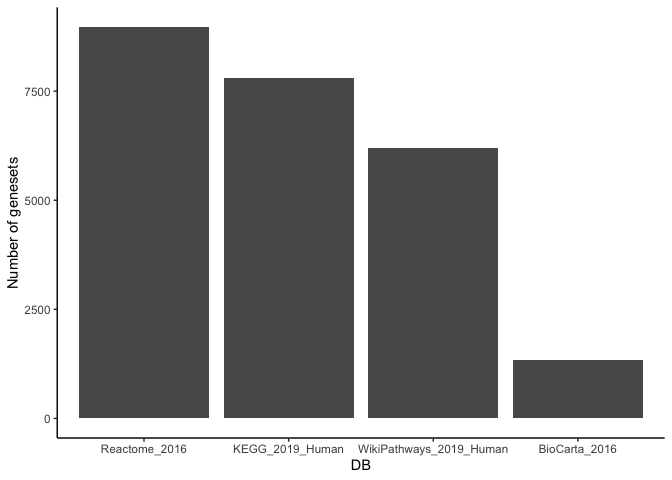 Number of genesets
7500
5000
2500
0
Reactome_2016
KEGG_2019_Human
WikiPathways_2019_Human
BioCarta_2016
DB